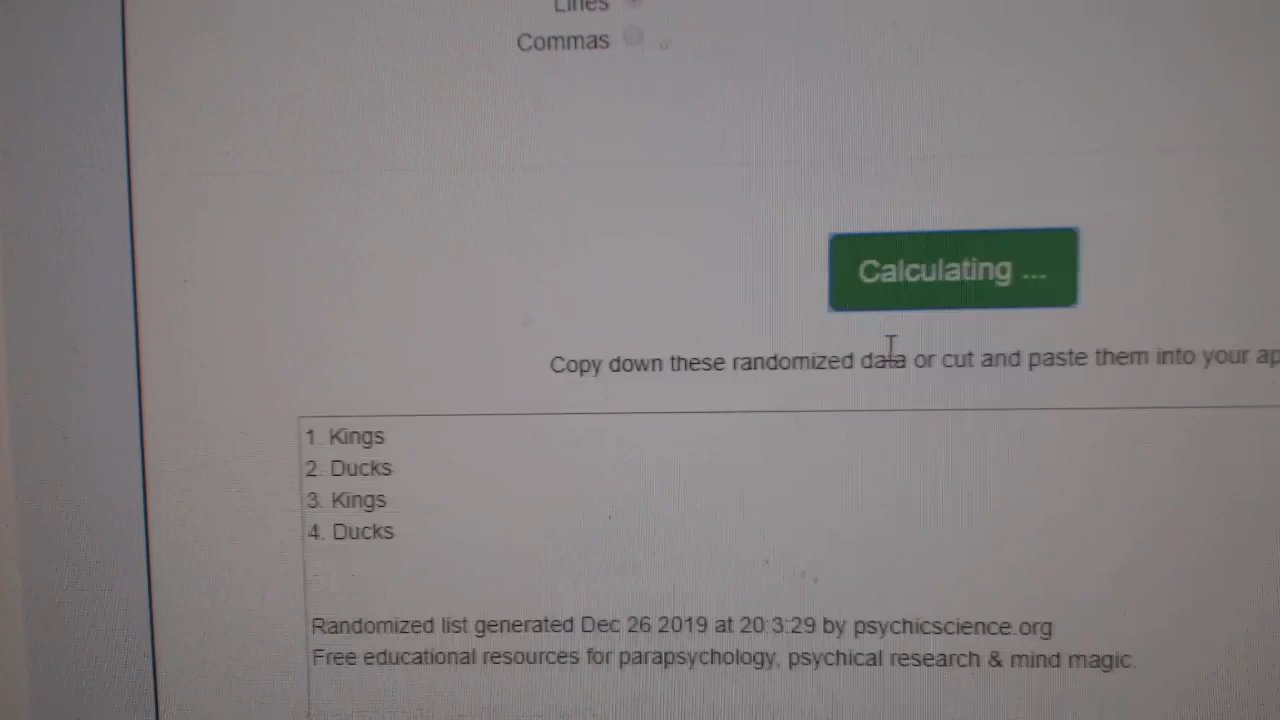 Lines
Commas
Calculating ...
Copy down these randomized data or cut and paste them into your
1. Kings
2. Ducks
3. Kings
4. Ducks
Randomized list generated Dec 26 2019 at 20:3:29 by psychicscience.org
Free educational resources for parapsychology, psychical research & mind magic.